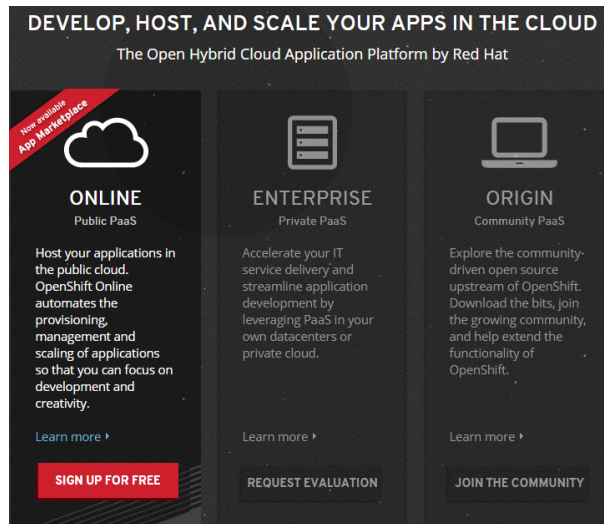 DEVELOP, HOST, AND SCALE YOUR APPS IN THE CLOUD
The Open Hybrid Cloud Application Platform by Red Hat
Now available
App Marketplace
ONLINE
Public PaaS
Host your applications in
the public cloud.
OpenShift Online
automates the
provisioning,
management and
scaling of applications
so that you can focus on
development and
creativity.
Learn more
SIGN UP FOR FREE
ENTERPRISE
Private PaaS
Accelerate your IT
service delivery and
streamline application
development by
leveraging PaaS in your
own datacenters or
private cloud.
Learn more
REQUEST EVALUATION
ORIGIN
Community PaaS
Explore the community-
driven open source
upstream of OpenShift.
Download the bits, join
the growing community,
and help extend the
functionality of
OpenShift.
Learn more
JOIN THE COMMUNITY